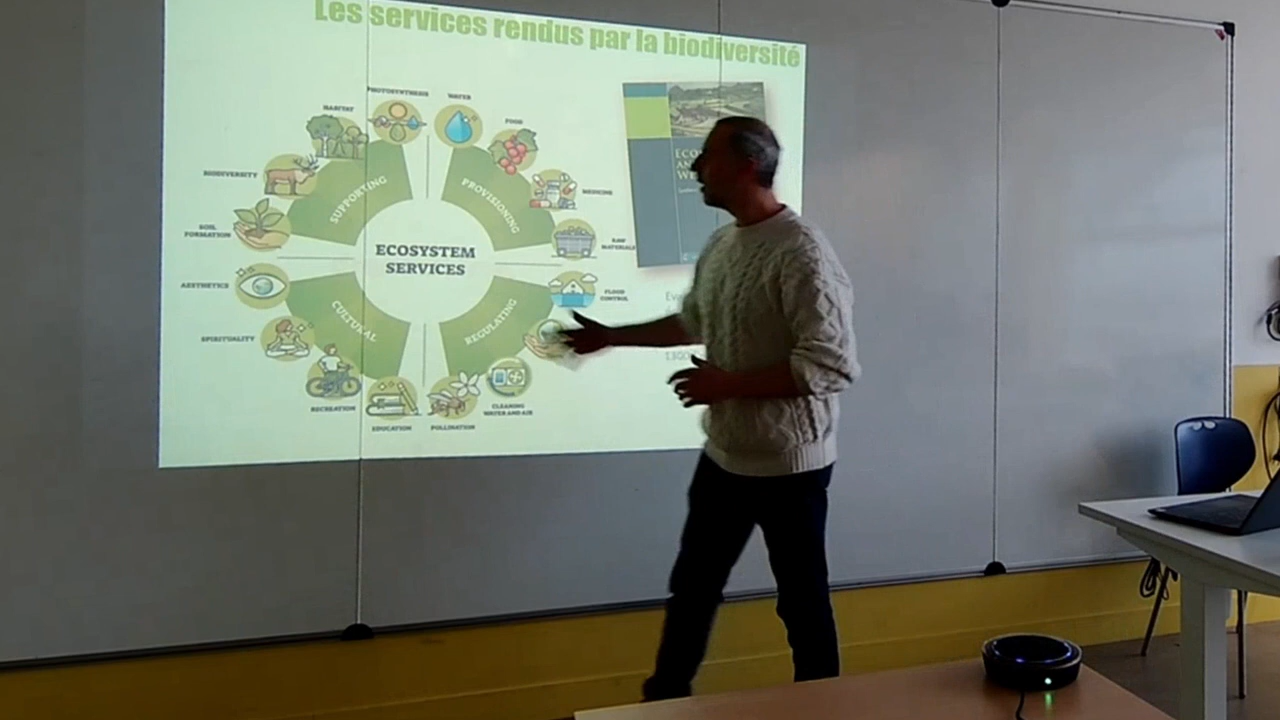 Les services rendus par la biodiversité
PHOTOSYNTHESIS
WATER
HABITAT
FOOD
BIODIVERSITY
MEDICINE
SUPPORTING
PROVISIONING
SOIL
FORMATION
RAW
MATERIALS
ECOSYSTEM
SERVICES
AESTHETICS
FLOOD
CONTROL
CULTURAL
REGULATING
SPIRITUALITY
RECREATION
CLEANING
WATER AND AIR
EDUCATION
POLLINATION